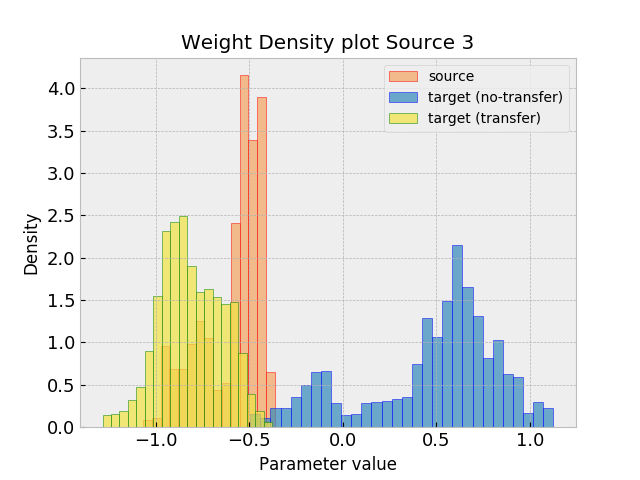 Weight Density plot Source 3
source
target (no-transfer)
target (transfer)
Density
4.0
3.5
3.0
2.5
2.0
1.5
1.0
0.5
0.0
−1.0 −0.5 0.0 0.5 1.0
Parameter value